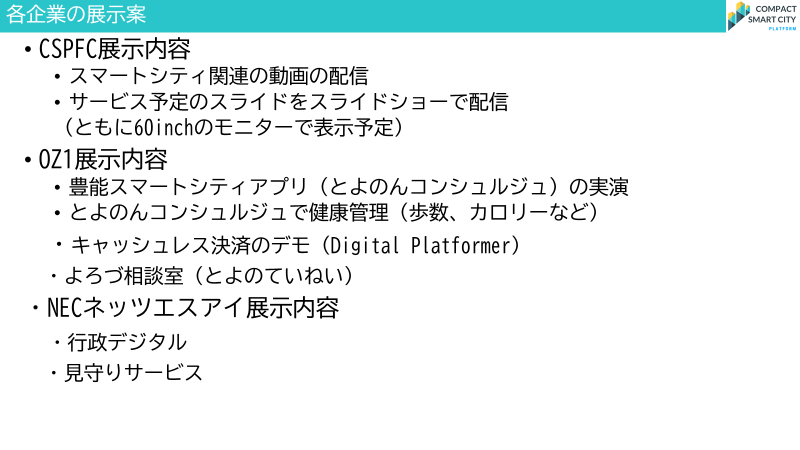 各企業の展示案
COMPACT
SMART CITY
PLATFORM
• CSPFC展示内容
• スマートシティ関連の動画の配信
• サービス予定のスライドをスライドショーで配信
（ともに60inchのモニターで表示予定）
• OZ1展示内容
• 豊能スマートシティアプリ（とよのんコンシュルジュ）の実演
• とよのんコンシュルジュで健康管理（歩数、カロリーなど）
・キャッシュレス決済のデモ（Digital Platformer）
・よろづ相談室（とよのていねい）
・NECネッツエスアイ展示内容
・行政デジタル
・見守りサービス